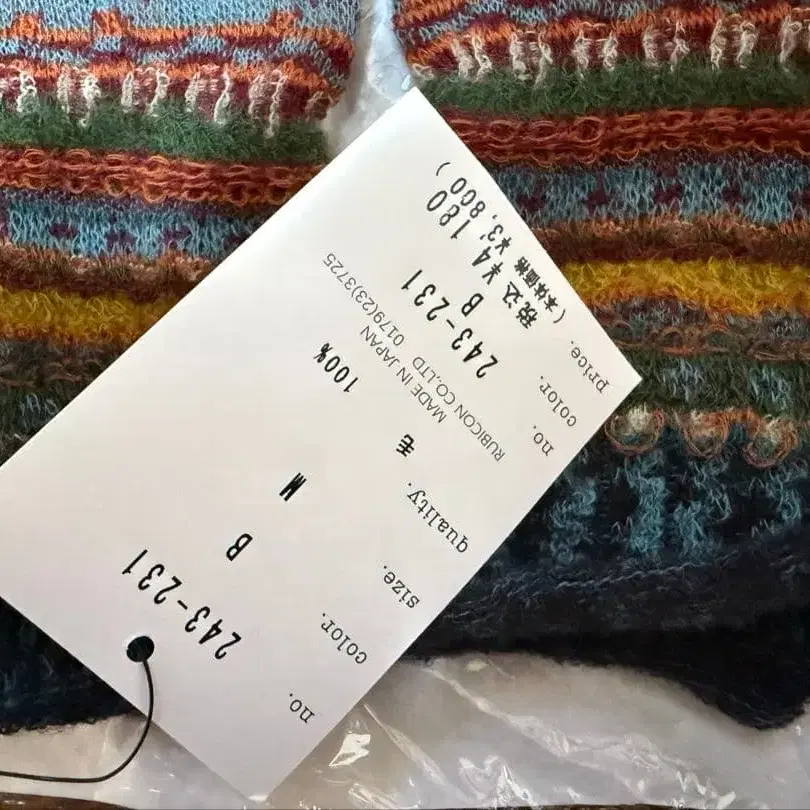 no. 243-231
color. B
size. M
quality. 毛 100%
MADE IN JAPAN
RUBICON CO.LTD 0179(23)3725
no. 243-231
color. B
price. 税込 ¥4,180
(本体価格 ¥3,800)